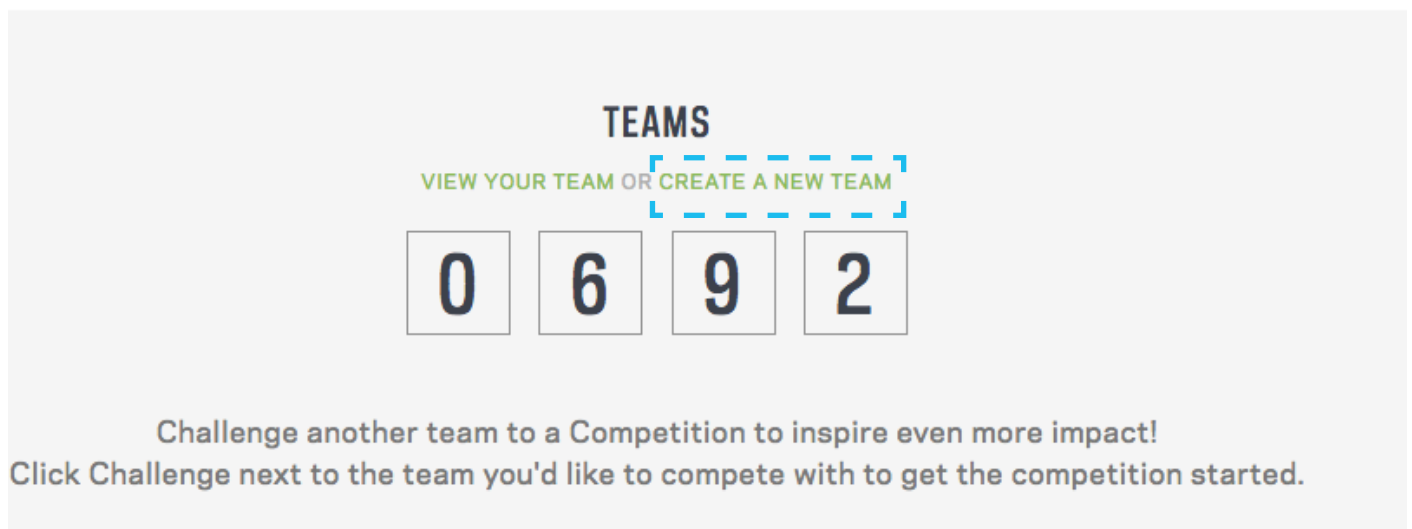 TEAMS
VIEW YOUR TEAM OR CREATE A NEW TEAM
0 6 9 2
Challenge another team to a Competition to inspire even more impact!
Click Challenge next to the team you'd like to compete with to get the competition started.